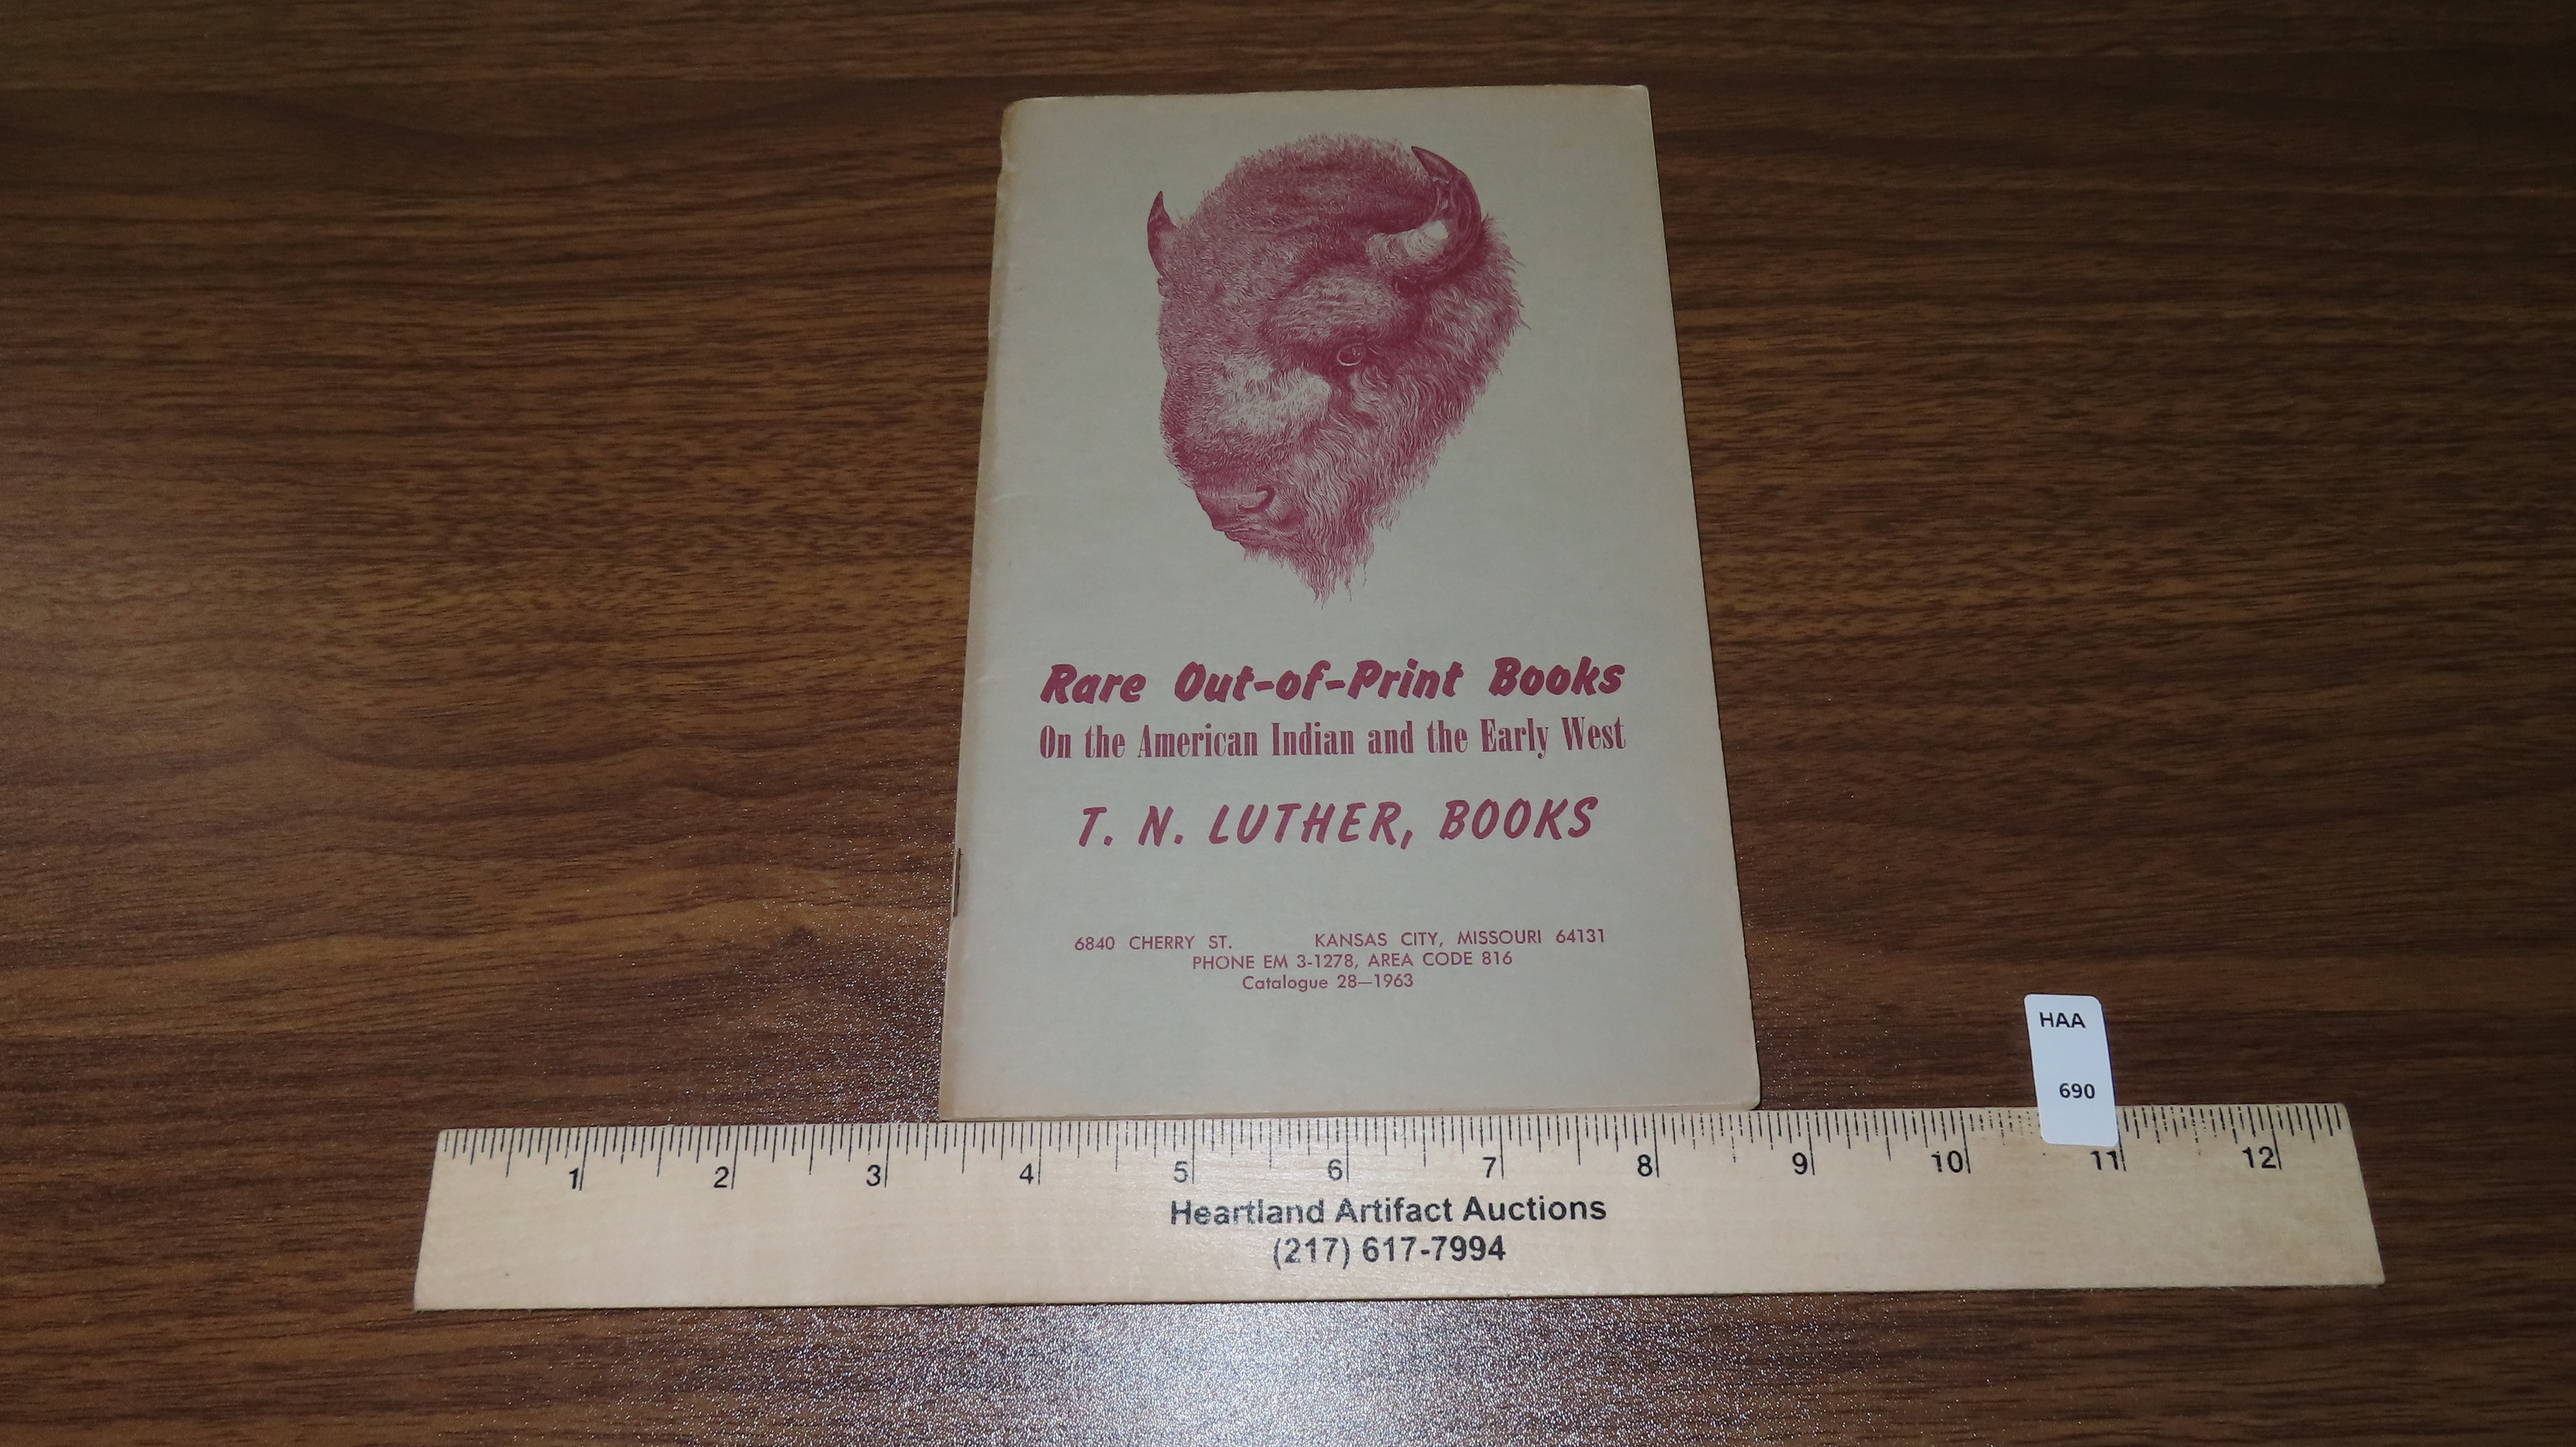 Rare Out-of-Print Books
On the American Indian and the Early West
T. N. LUTHER, BOOKS
6840 CHERRY ST. KANSAS CITY, MISSOURI 64131
PHONE EM 3-1278, AREA CODE 816
Catalogue 28—1963
HAA
690
1 2 3 4 5 6 7 8 9 10 11 12
Heartland Artifact Auctions
(217) 617-7994